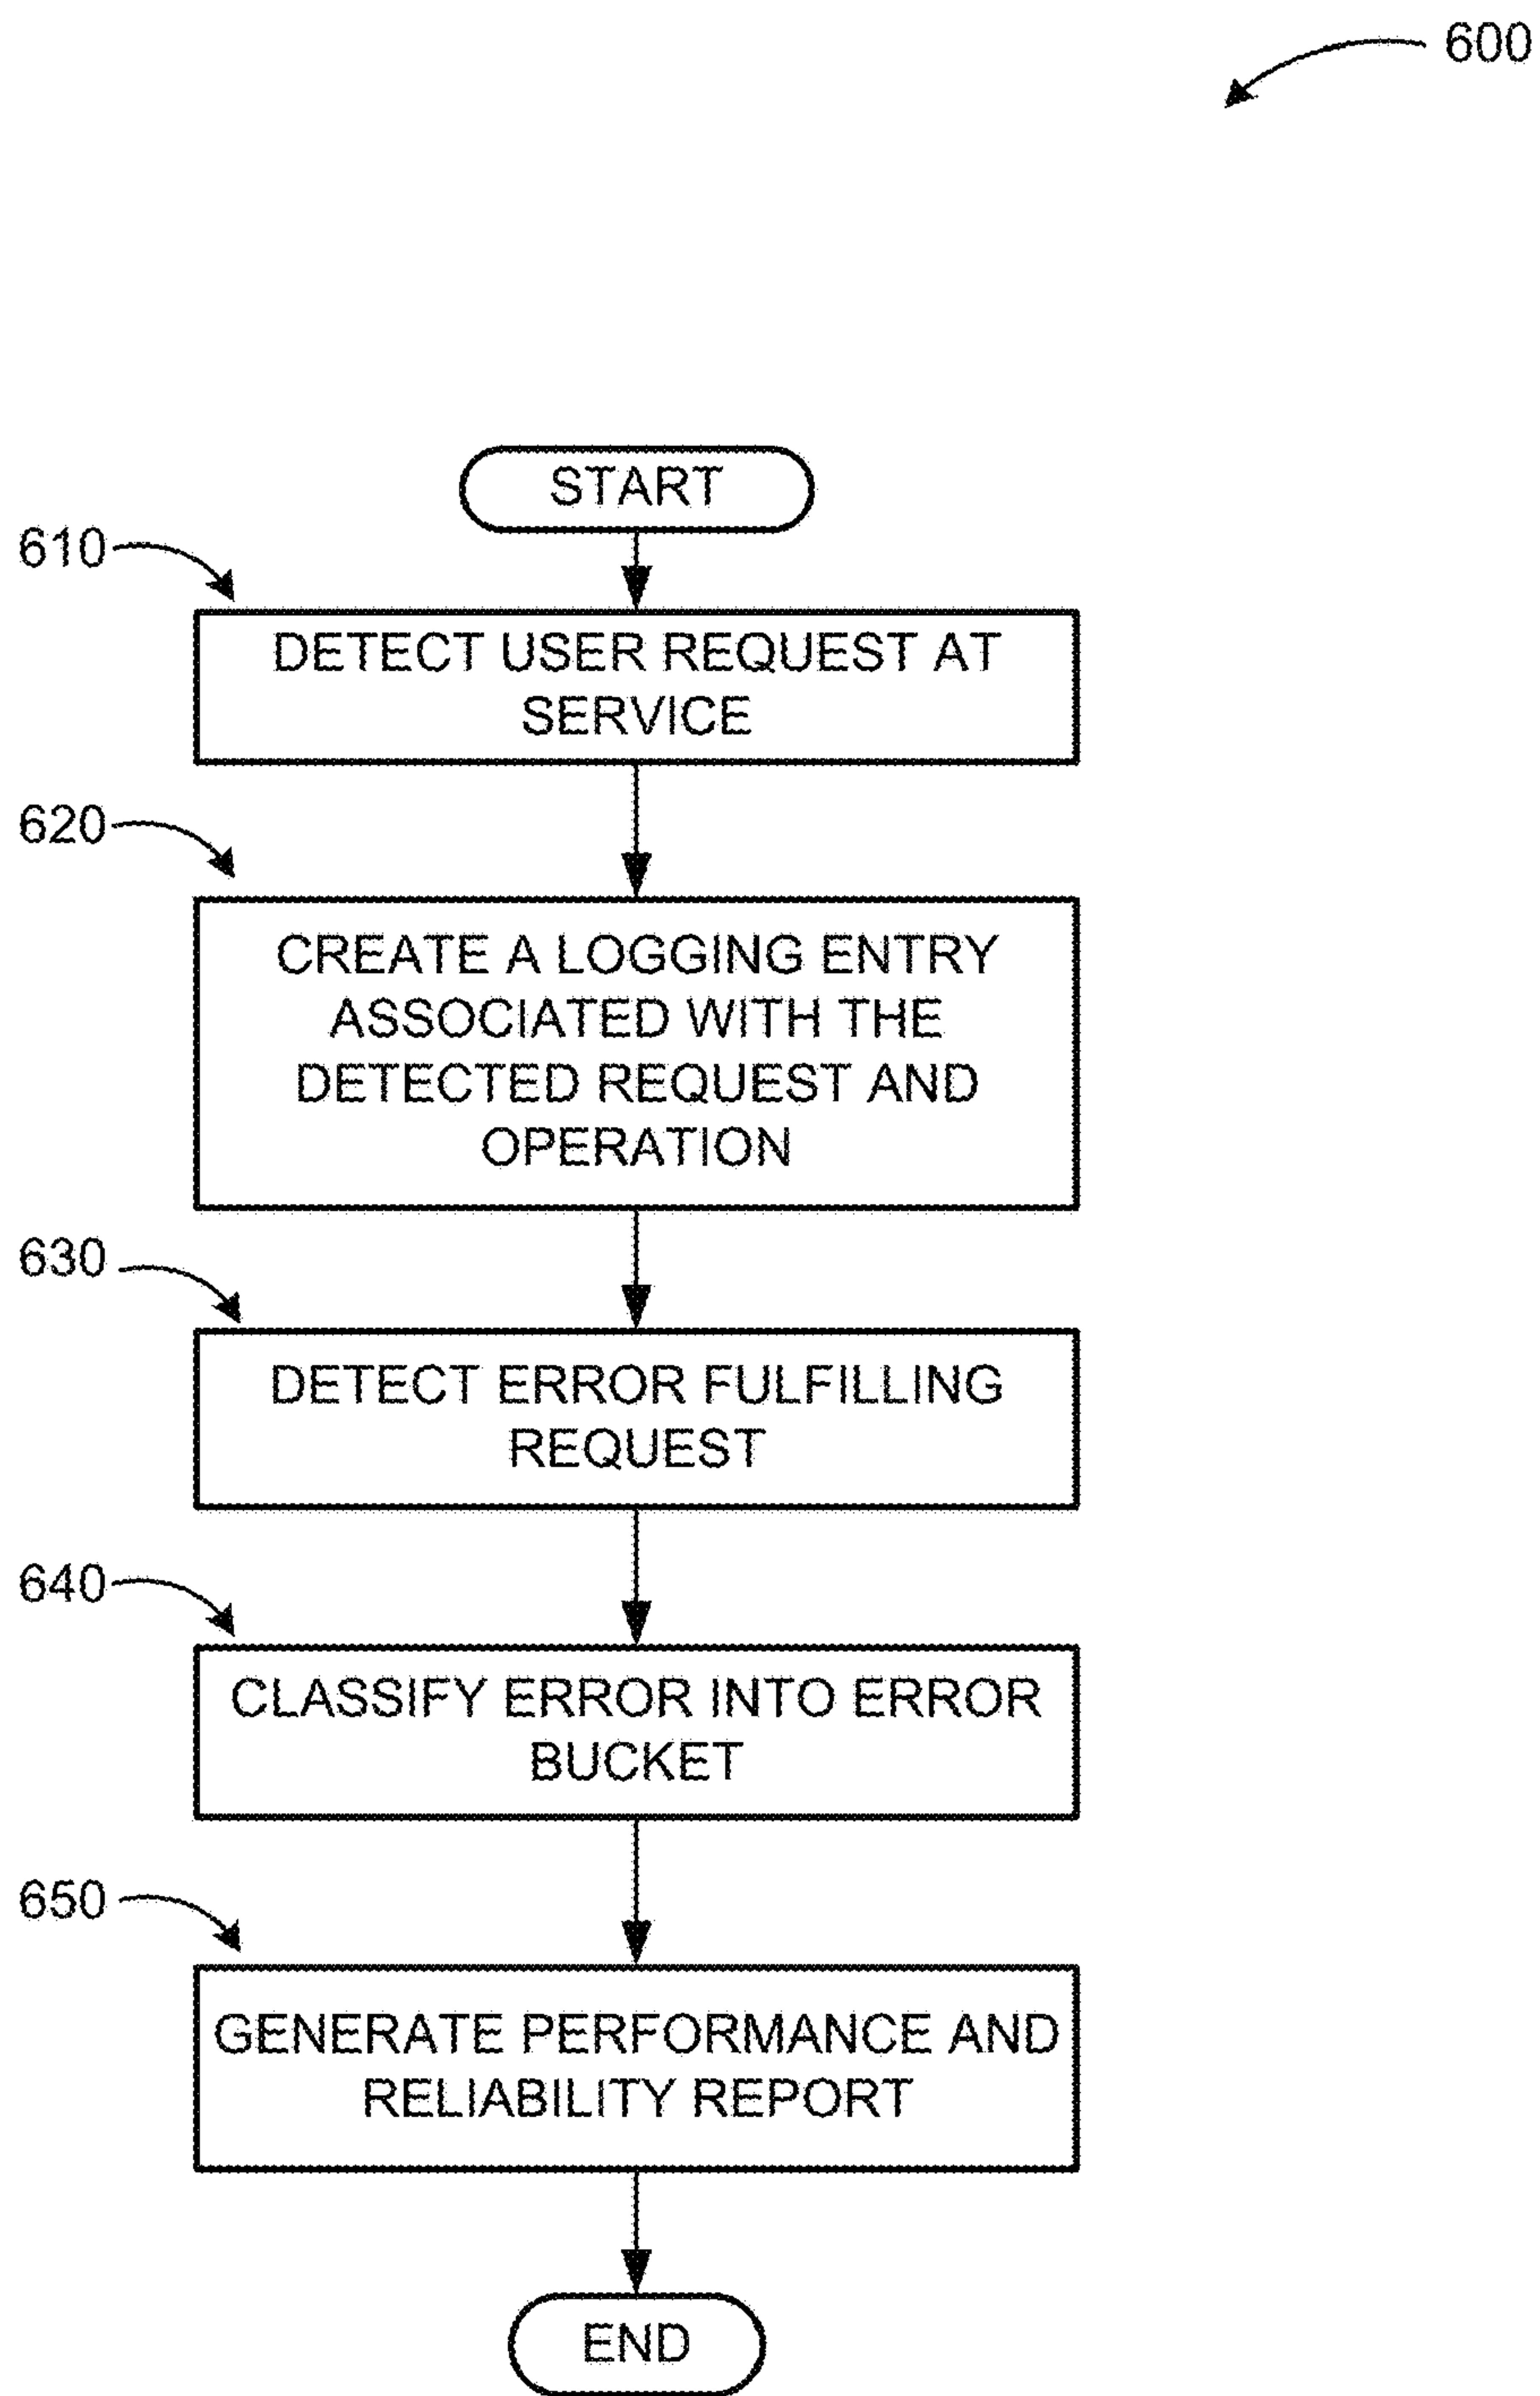 600
START
610
DETECT USER REQUEST AT
SERVICE
620
CREATE A LOGGING ENTRY
ASSOCIATED WITH THE
DETECTED REQUEST AND
OPERATION
630
DETECT ERROR FULFILLING
REQUEST
640
CLASSIFY ERROR INTO ERROR
BUCKET
650
GENERATE PERFORMANCE AND
RELIABILITY REPORT
END